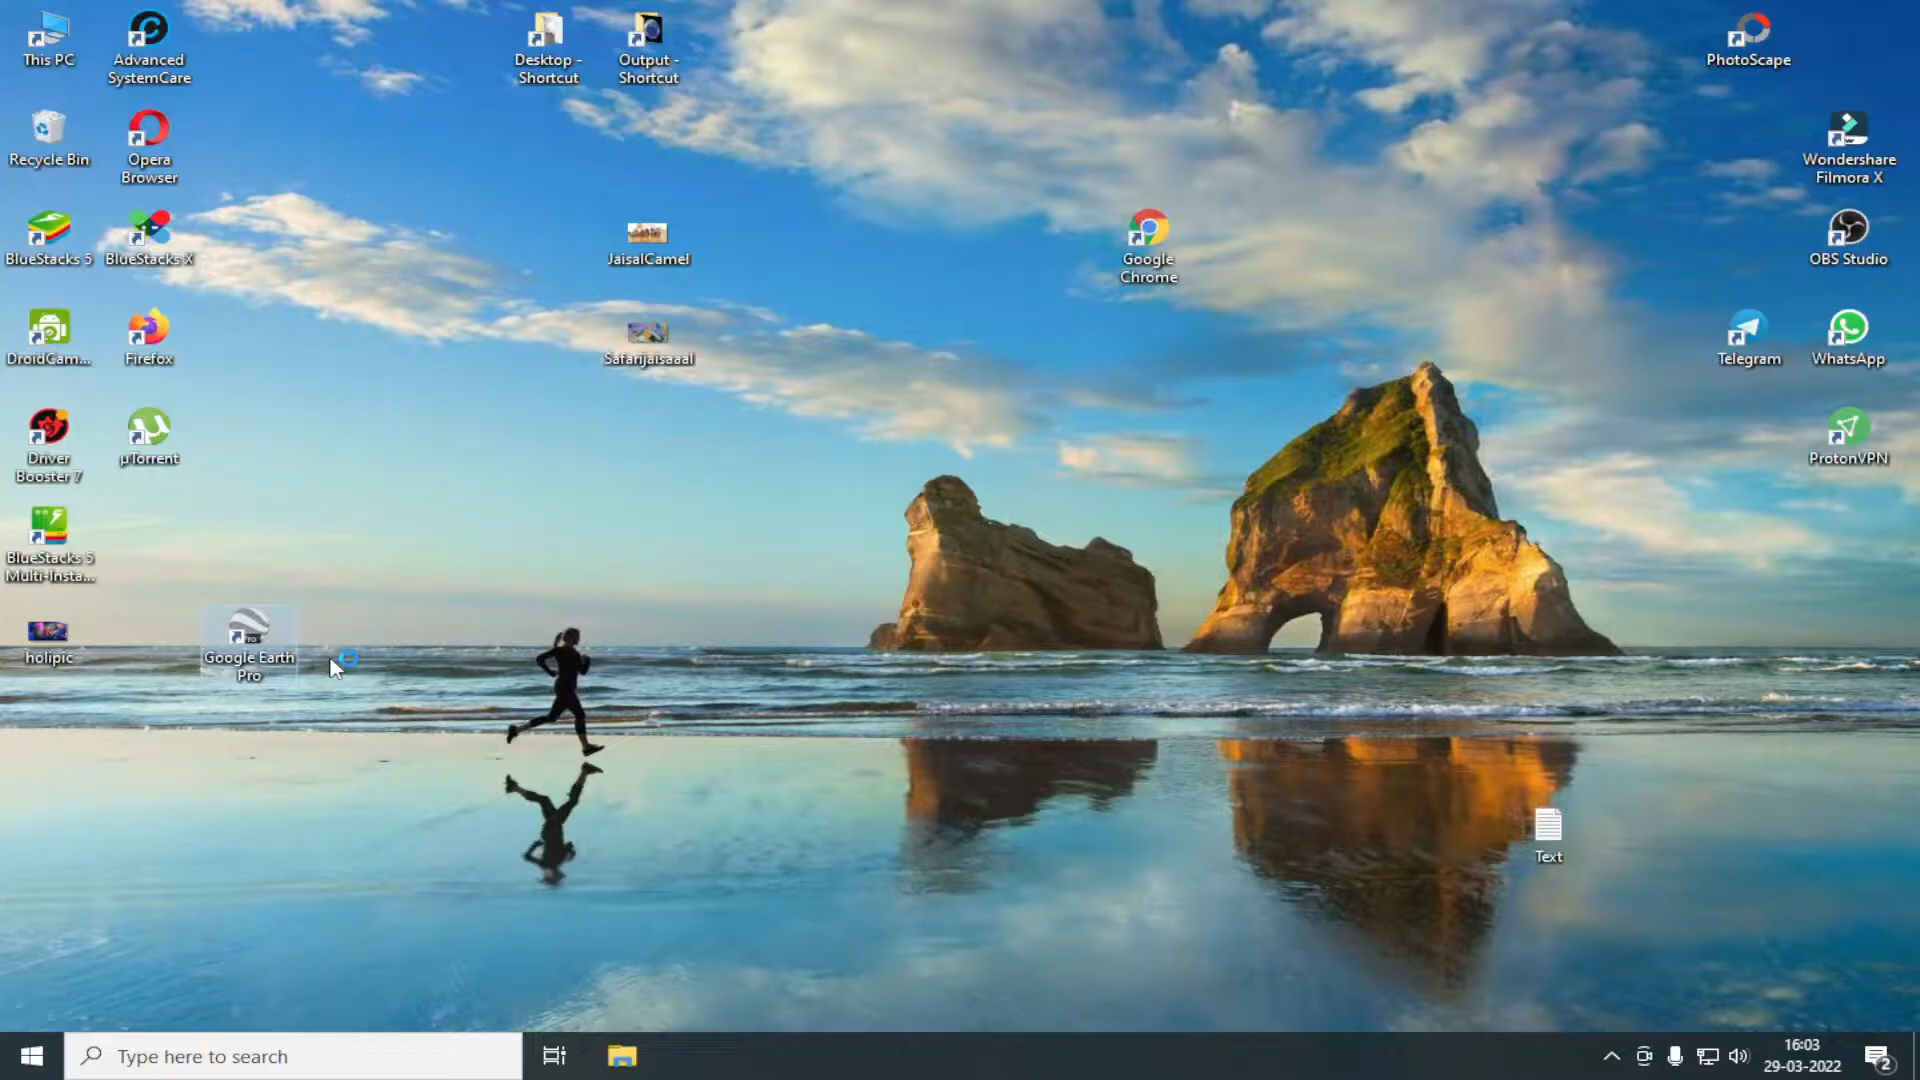 This PC
Advanced
SystemCare
Desktop -
Shortcut
Output -
Shortcut
PhotoScape
Recycle Bin
Opera
Browser
Wondershare
Filmora X
BlueStacks 5
BlueStacks X
JaisalCamel
Google
Chrome
OBS Studio
DroidCam...
Firefox
Safarijaisaaal
Telegram
WhatsApp
Driver
Booster 7
µTorrent
ProtonVPN
BlueStacks 5
Multi-Insta...
holipic
Google Earth
Pro
Text
Type here to search
16:03
29-03-2022
2